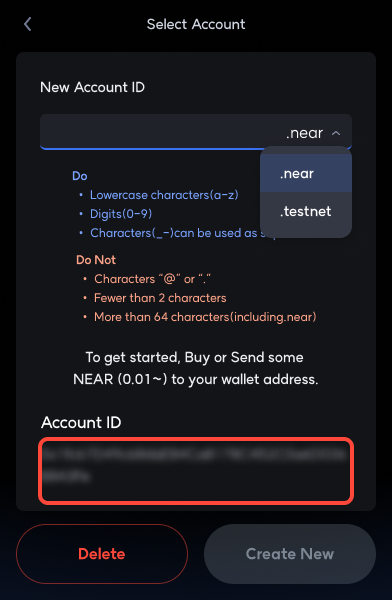 Select Account
New Account ID
.near
.near
.testnet
Do
• Lowercase characters(a-z)
• Digits(0-9)
• Characters(_-)can be used as
Do Not
• Characters "@" or "."
• Fewer than 2 characters
• More than 64 characters(including.near)
To get started, Buy or Send some
NEAR (0.01~) to your wallet address.
Account ID
Delete
Create New